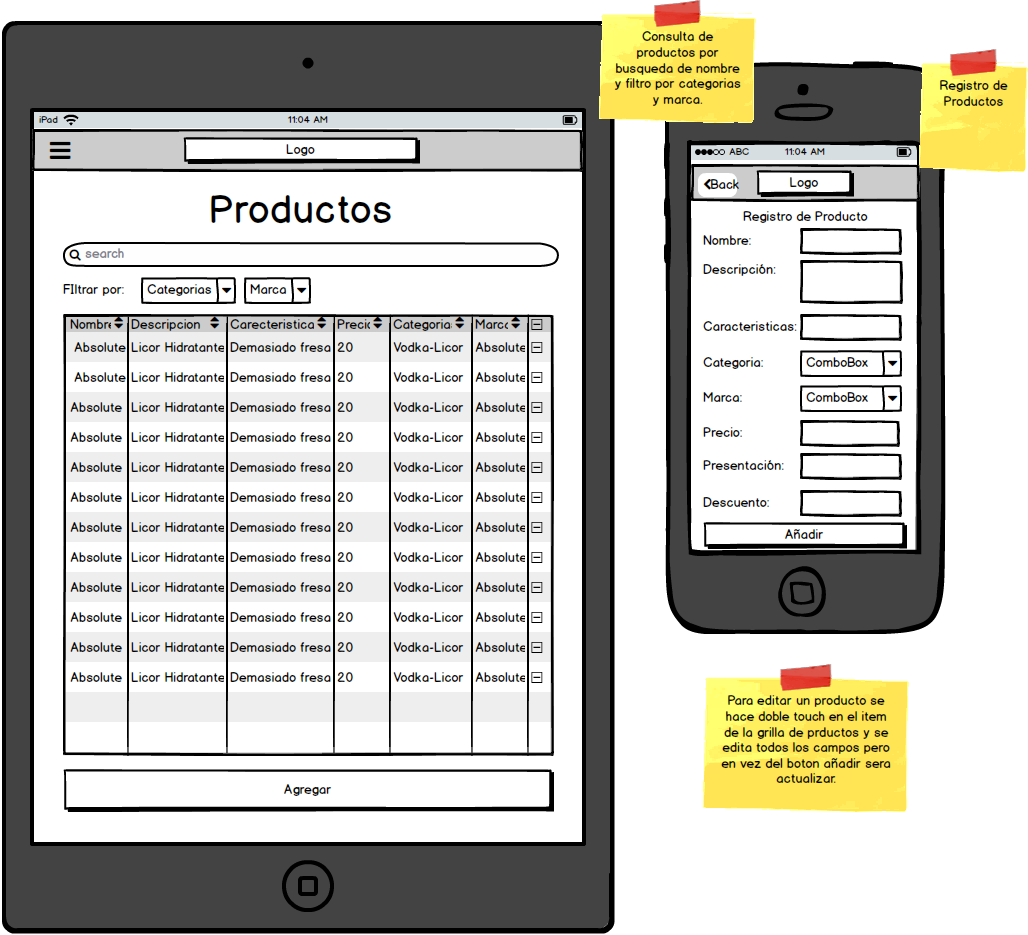 iPod
11:04 AM
Logo
Productos
search
FIltrar por:
Categorias
Marca
Nombre Descripcion Carecteristica Precio Categoria Marca
Absolute Licor Hidratante Demasiado fresa 20 Vodka-Licor Absolute
Absolute Licor Hidratante Demasiado fresa 20 Vodka-Licor Absolute
Absolute Licor Hidratante Demasiado fresa 20 Vodka-Licor Absolute
Absolute Licor Hidratante Demasiado fresa 20 Vodka-Licor Absolute
Absolute Licor Hidratante Demasiado fresa 20 Vodka-Licor Absolute
Absolute Licor Hidratante Demasiado fresa 20 Vodka-Licor Absolute
Absolute Licor Hidratante Demasiado fresa 20 Vodka-Licor Absolute
Absolute Licor Hidratante Demasiado fresa 20 Vodka-Licor Absolute
Absolute Licor Hidratante Demasiado fresa 20 Vodka-Licor Absolute
Absolute Licor Hidratante Demasiado fresa 20 Vodka-Licor Absolute
Absolute Licor Hidratante Demasiado fresa 20 Vodka-Licor Absolute
Absolute Licor Hidratante Demasiado fresa 20 Vodka-Licor Absolute
Agregar
Consulta de
productos por
busqueda de nombre
y filtro por categorias
y marca.
Registro de
Productos
ABC
11:04 AM
Back
Logo
Registro de Producto
Nombre:
Descripción:
Caracteristicas:
Categoria:
ComboBox
Marca:
ComboBox
Precio:
Presentación:
Descuento:
Añadir
Para editar un producto se
hace doble touch en el item
de la grilla de prductos y se
edita todos los campos pero
en vez del boton añadir sera
actualizar.